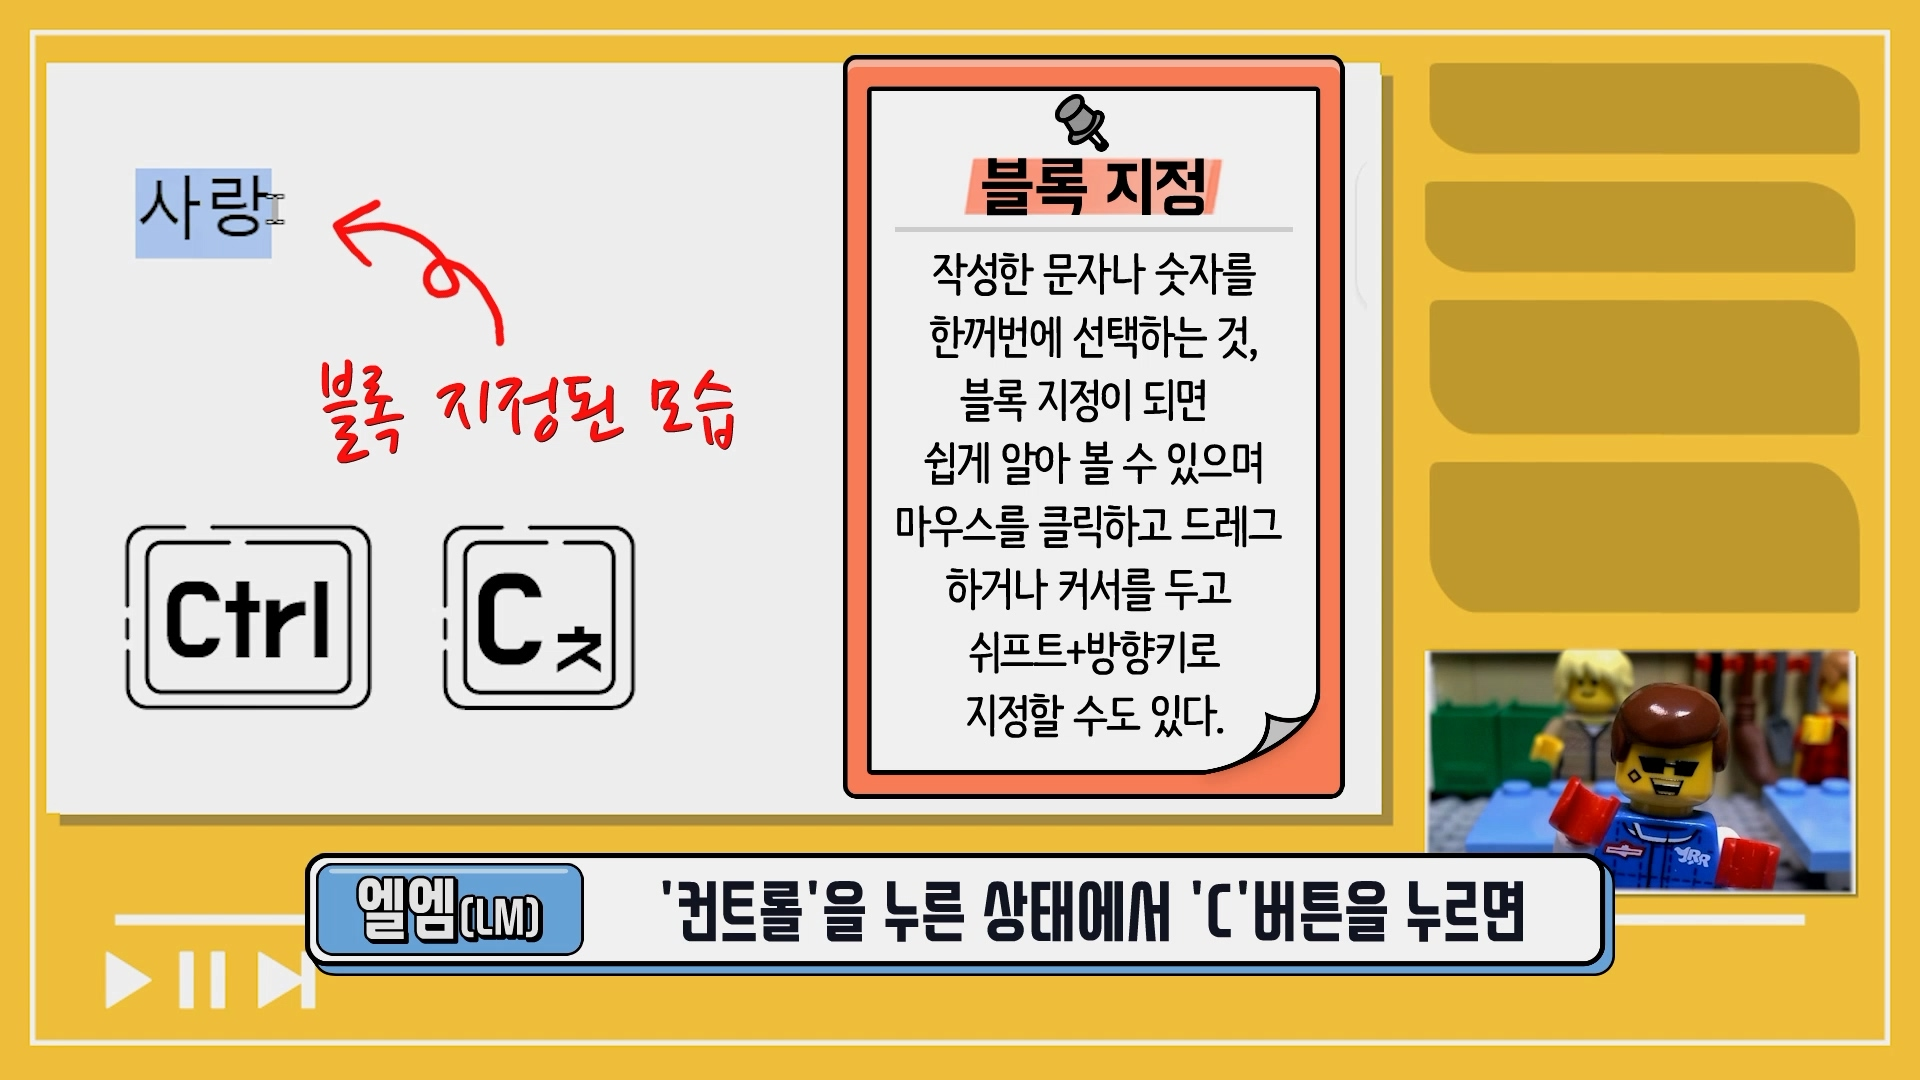 사랑
블록 지정된 모습
Ctrl
C ㅊ
블록 지정
작성한 문자나 숫자를
한꺼번에 선택하는 것,
블록 지정이 되면
쉽게 알아 볼 수 있으며
마우스를 클릭하고 드레그
하거나 커서를 두고
쉬프트+방향키로
지정할 수도 있다.
엘엠(LM)
'컨트롤'을 누른 상태에서 'C'버튼을 누르면